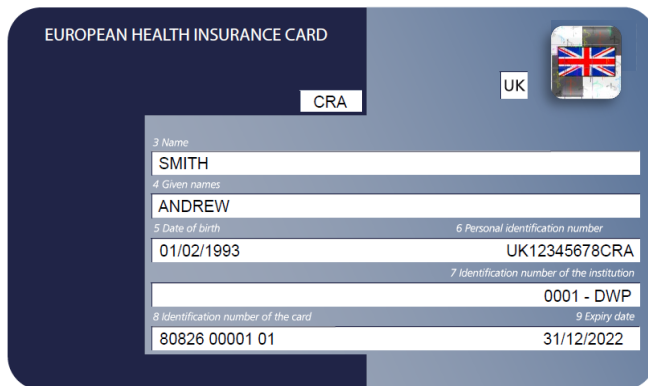 EUROPEAN HEALTH INSURANCE CARD
CRA
UK
3 Name
SMITH
4 Given names
ANDREW
5 Date of birth 6 Personal identification number
01/02/1993 UK12345678CRA
7 Identification number of the institution
0001 - DWP
8 Identification number of the card 9 Expiry date
80826 00001 01 31/12/2022